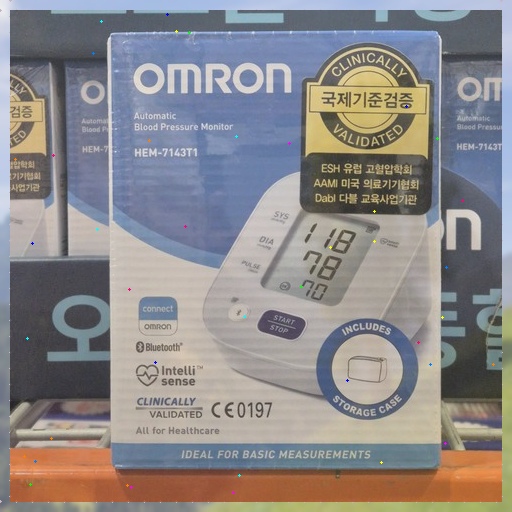 OMRON
Automatic
Blood Pressure Monitor
HEM-7143T1
CLINICALLY
국제기준검증
VALIDATED
ESH 유럽 고혈압학회
AAMI 미국 의료기기협회
Dabl 다블 교육사업기관
SYS
118
DIA
78
PULSE
70
START
STOP
connect
OMRON
Bluetooth®
Intelli™
sense
CLINICALLY
VALIDATED
CE0197
All for Healthcare
INCLUDES
STORAGE CASE
IDEAL FOR BASIC MEASUREMENTS